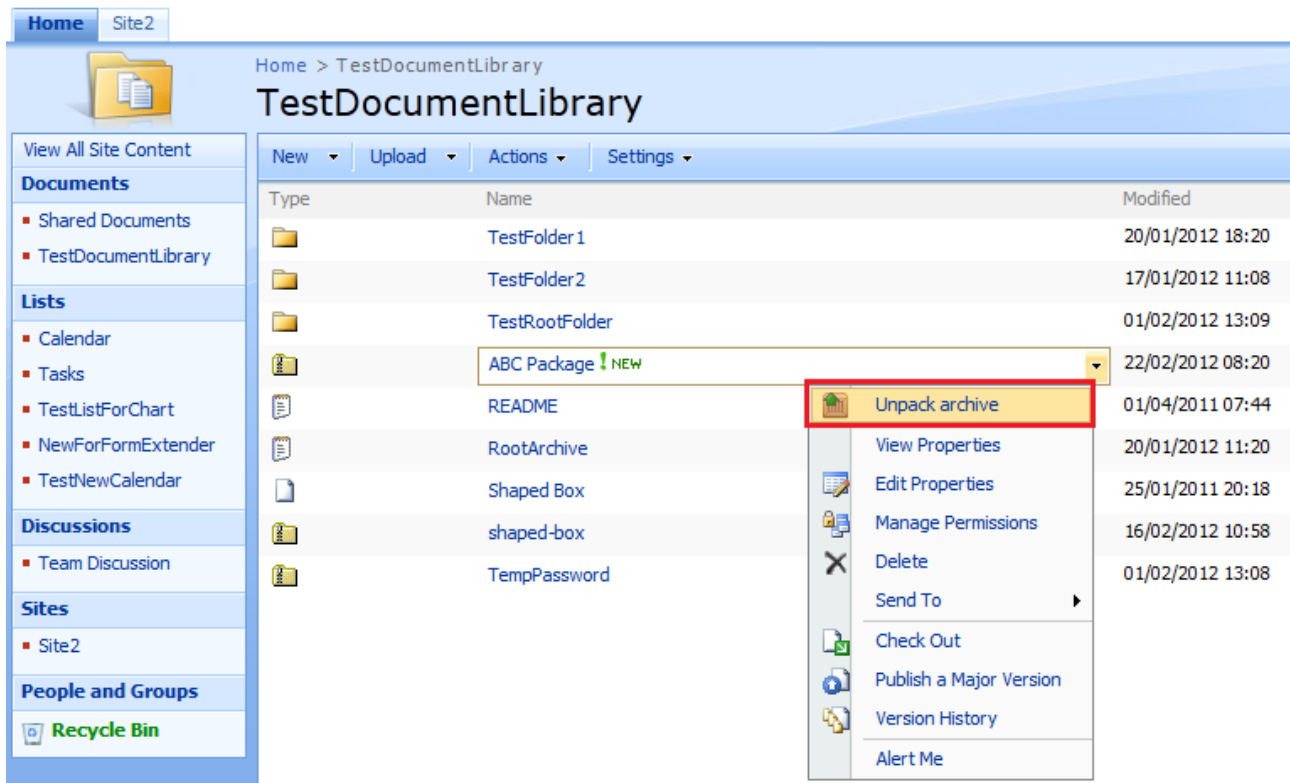 Home Site2
Home > TestDocumentLibrary
TestDocumentLibrary
View All Site Content
Documents
Shared Documents
TestDocumentLibrary
Lists
Calendar
Tasks
TestListForChart
NewForFormExtender
TestNewCalendar
Discussions
Team Discussion
Sites
Site2
People and Groups
Recycle Bin
New Upload Actions Settings
Type Name Modified
TestFolder1 20/01/2012 18:20
TestFolder2 17/01/2012 11:08
TestRootFolder 01/02/2012 13:09
ABC Package ! NEW 22/02/2012 08:20
README 01/04/2011 07:44
RootArchive 20/01/2012 11:20
Shaped Box 25/01/2011 20:18
shaped-box 16/02/2012 10:58
TempPassword 01/02/2012 13:08
Unpack archive
View Properties
Edit Properties
Manage Permissions
Delete
Send To
Check Out
Publish a Major Version
Version History
Alert Me